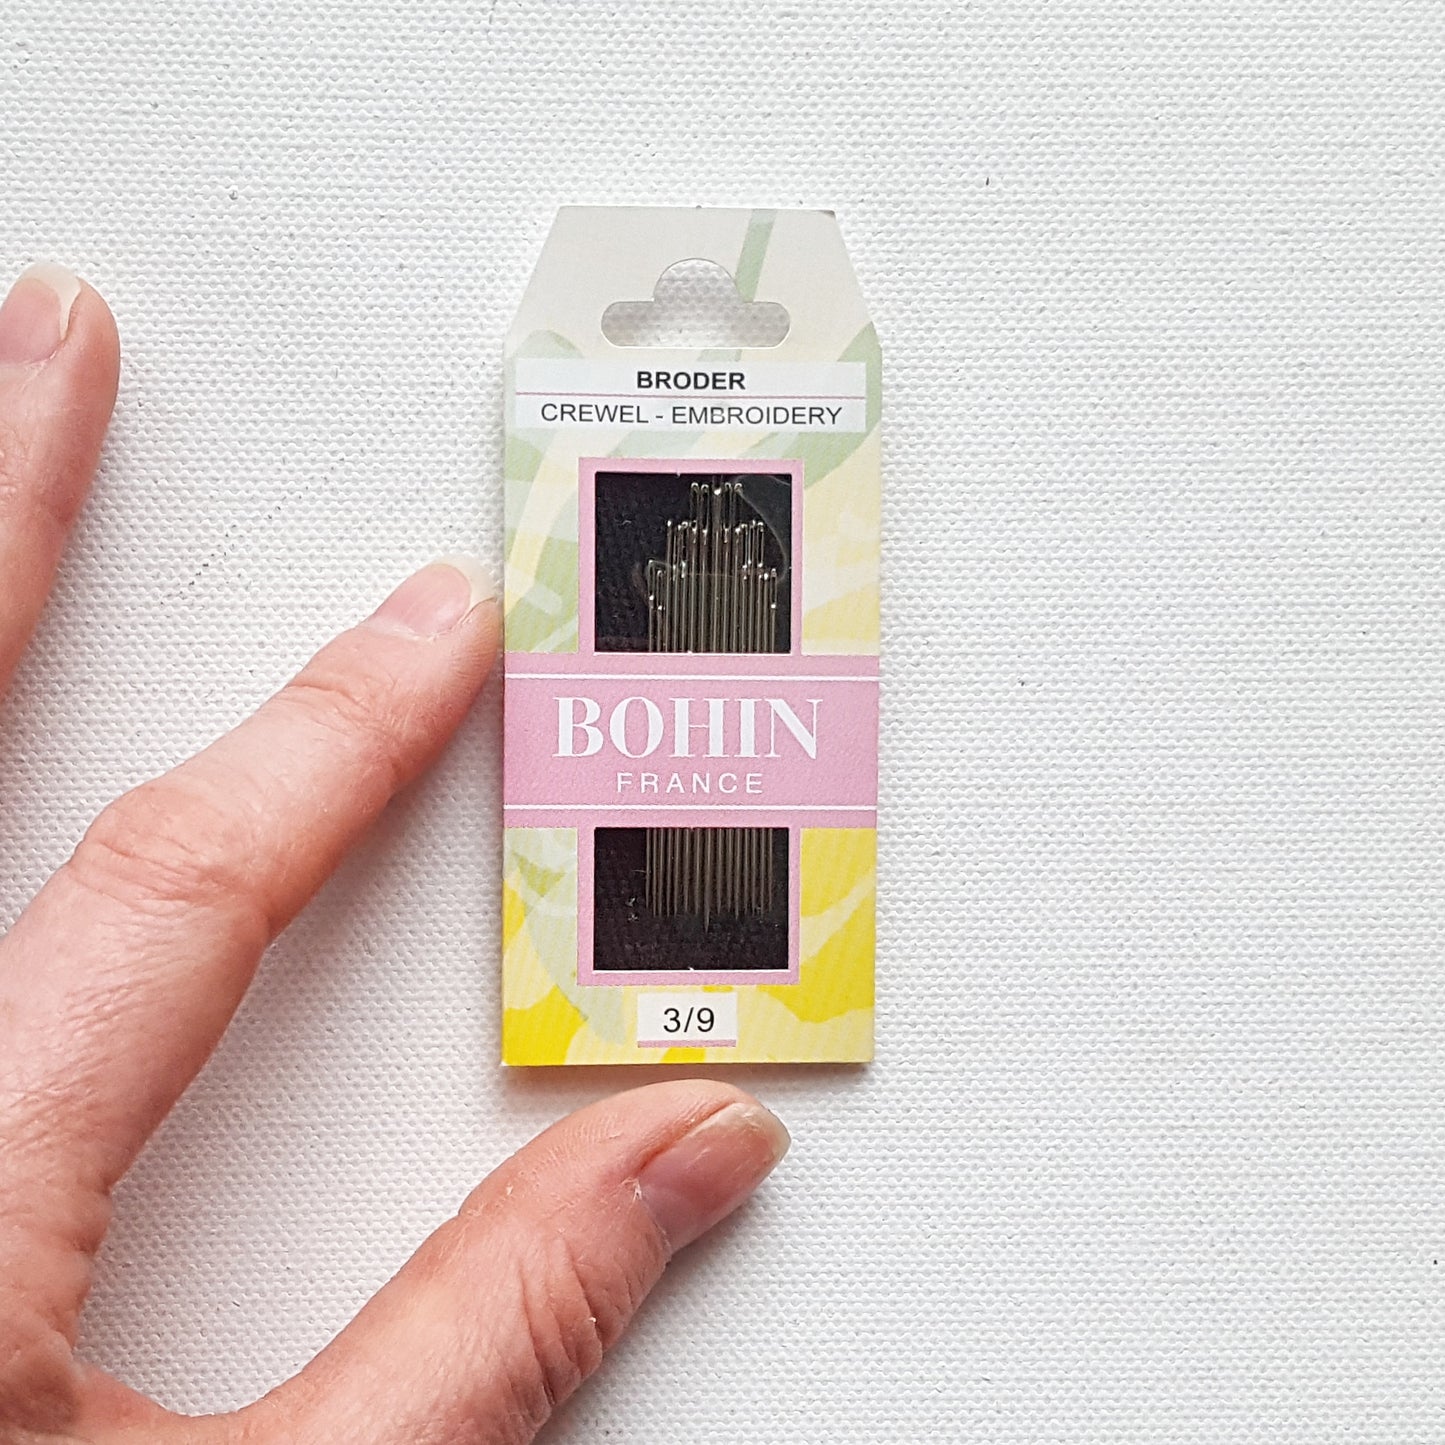 BRODER
CREWEL - EMBROIDERY
BOHIN
FRANCE
3/9